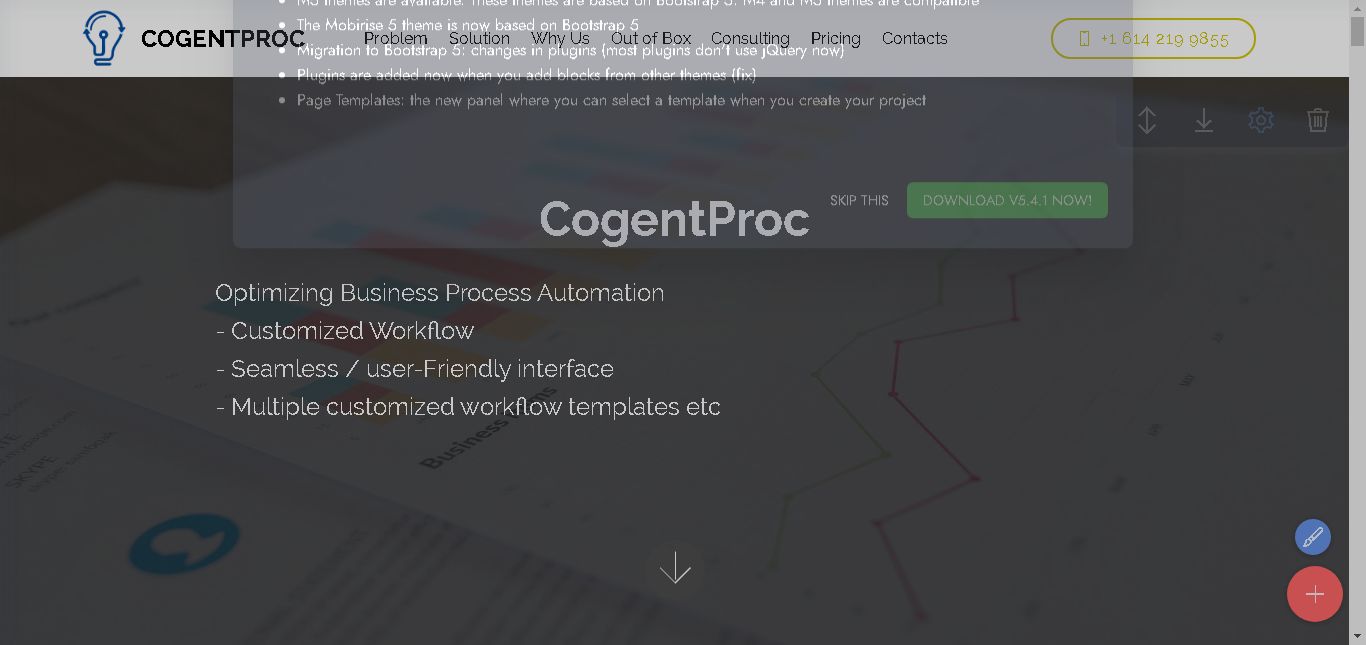 M5 themes are available. These themes are based on Bootstrap 5. M4 and M5 themes are compatible
The Mobirise 5 theme is now based on Bootstrap 5
COGENTPROC
Problem Solution Why Us Out of Box Consulting Pricing Contacts
+1 614 219 9855
Migration to Bootstrap 5: changes in plugins (most plugins don't use jQuery now)
Plugins are added now when you add blocks from other themes (fix)
Page Templates: the new panel where you can select a template when you create your project
SKIP THIS
DOWNLOAD V5.4.1 NOW!
CogentProc
Optimizing Business Process Automation
- Customized Workflow
- Seamless / user-Friendly interface
- Multiple customized workflow templates etc
Business
SKYPE